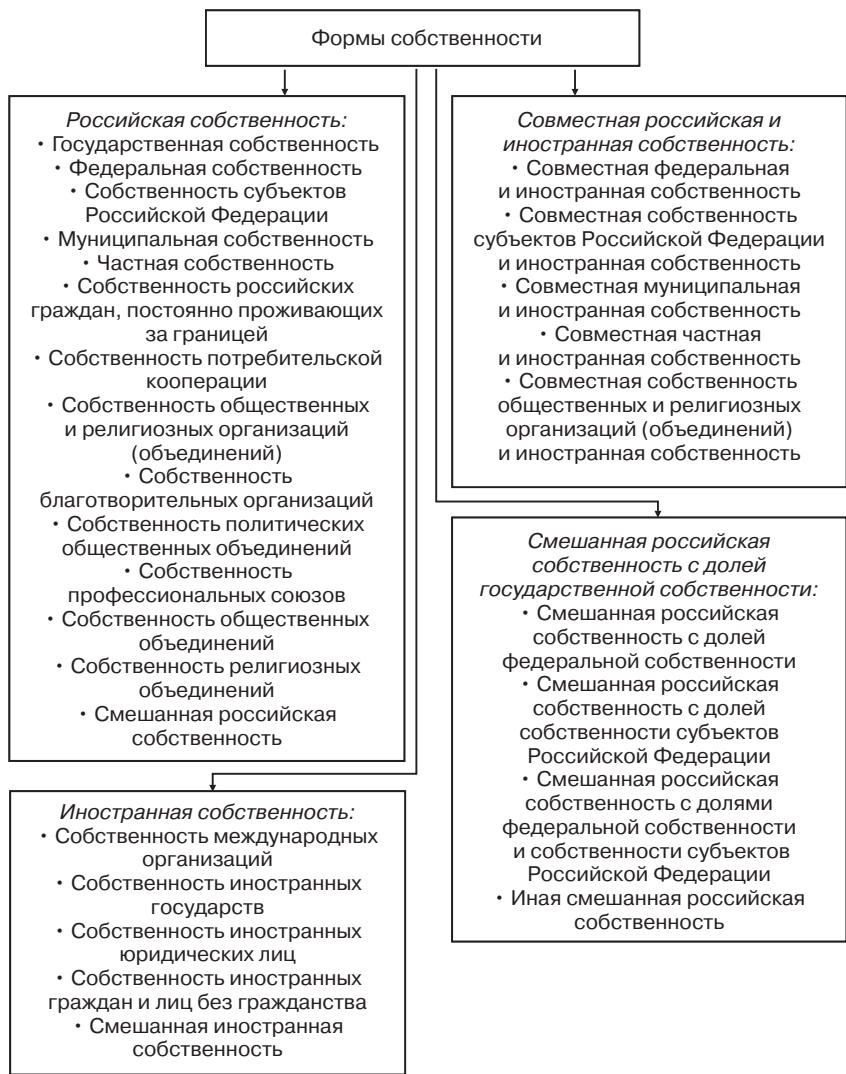 Формы собственности
Российская собственность:
• Государственная собственность
• Федеральная собственность
• Собственность субъектов
Российской Федерации
• Муниципальная собственность
• Частная собственность
• Собственность российских
граждан, постоянно проживающих
за границей
• Собственность потребительской
кооперации
• Собственность общественных
и религиозных организаций
(объединений)
• Собственность
благотворительных организаций
• Собственность политических
общественных объединений
• Собственность
профессиональных союзов
• Собственность общественных
объединений
• Собственность религиозных
объединений
• Смешанная российская
собственность
Совместная российская и
иностранная собственность:
• Совместная федеральная
и иностранная собственность
• Совместная собственность
субъектов Российской Федерации
и иностранная собственность
• Совместная муниципальная
и иностранная собственность
• Совместная частная
и иностранная собственность
• Совместная собственность
общественных и религиозных
организаций (объединений)
и иностранная собственность
Иностранная собственность:
• Собственность международных
организаций
• Собственность иностранных
государств
• Собственность иностранных
юридических лиц
• Собственность иностранных
граждан и лиц без гражданства
• Смешанная иностранная
собственность
Смешанная российская
собственность с долей
государственной собственности:
• Смешанная российская
собственность с долей
федеральной собственности
• Смешанная российская
собственность с долей
собственности субъектов
Российской Федерации
• Смешанная российская
собственность с долями
федеральной собственности
и собственности субъектов
Российской Федерации
• Иная смешанная российская
собственность